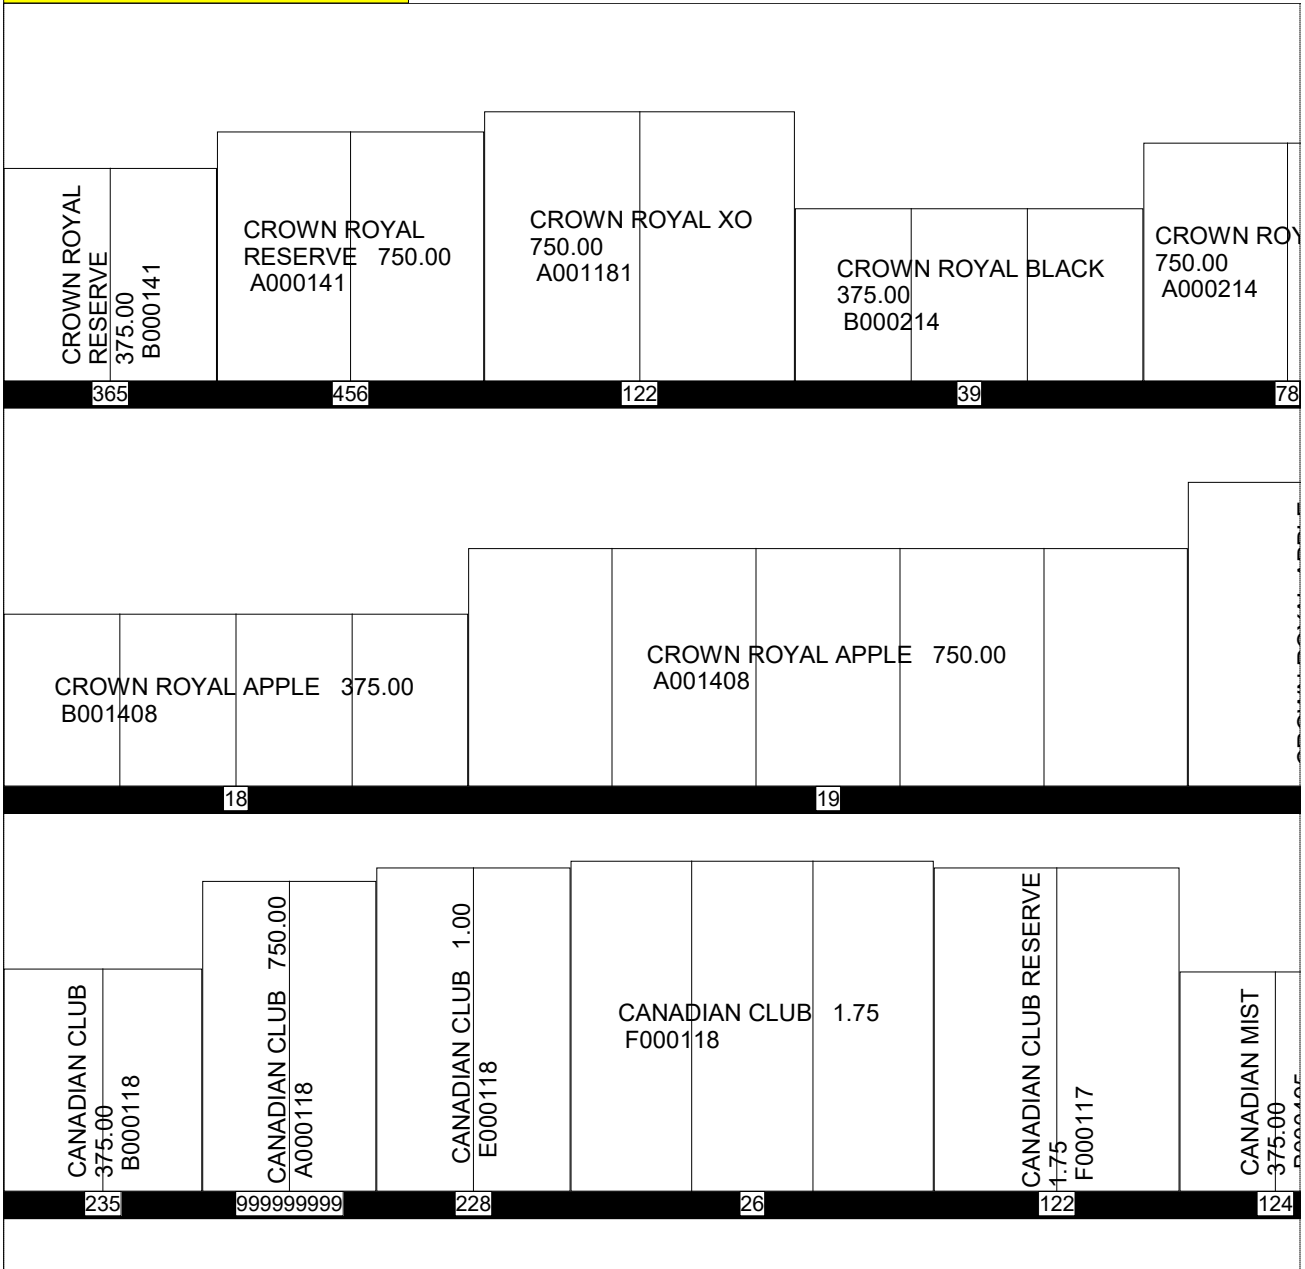 CROWN ROYAL
RESERVE
375.00
B000141
CROWN ROYAL
RESERVE 750.00
A000141
CROWN ROYAL XO
750.00
A001181
CROWN ROYAL BLACK
375.00
B000214
CROWN ROY
750.00
A000214
365
456
122
39
78
CROWN ROYAL APPLE 375.00
B001408
CROWN ROYAL APPLE 750.00
A001408
18
19
CANADIAN CLUB
375.00
B000118
CANADIAN CLUB 750.00
A000118
CANADIAN CLUB 1.00
E000118
CANADIAN CLUB 1.75
F000118
CANADIAN CLUB RESERVE
1.75
F000117
CANADIAN MIST
375.00
235
999999999
228
26
122
124